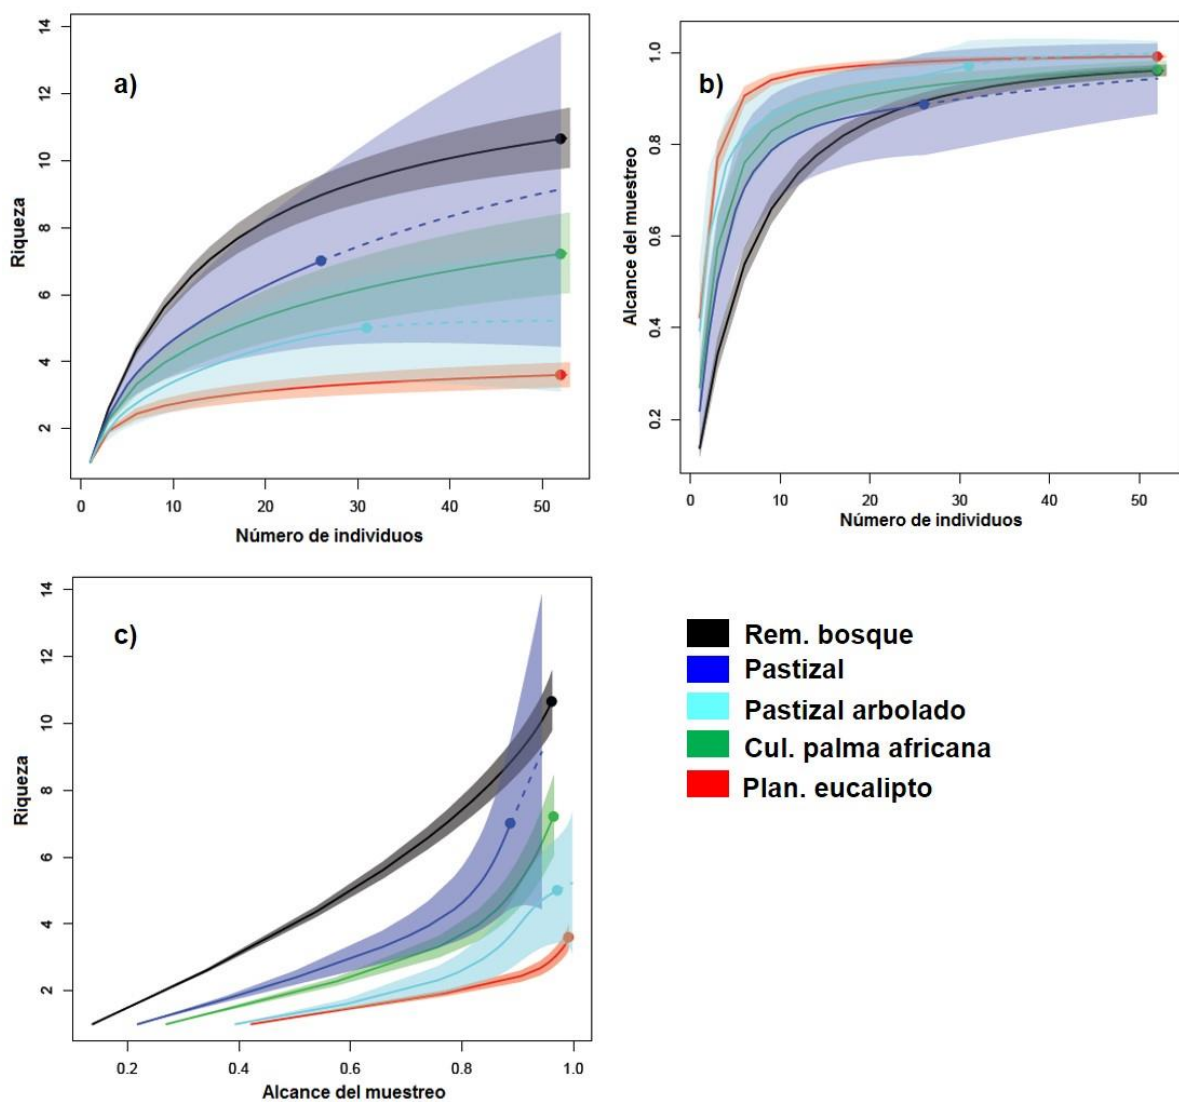 a)
14
12
10
8
6
4
2
Riqueza
0 10 20 30 40 50
Número de individuos
b)
1.0
0.8
0.6
0.4
0.2
Alcance del muestreo
0 10 20 30 40 50
Número de individuos
c)
14
12
10
8
6
4
2
Riqueza
0.2 0.4 0.6 0.8 1.0
Alcance del muestreo
Rem. bosque
Pastizal
Pastizal arbolado
Cul. palma africana
Plan. eucalipto